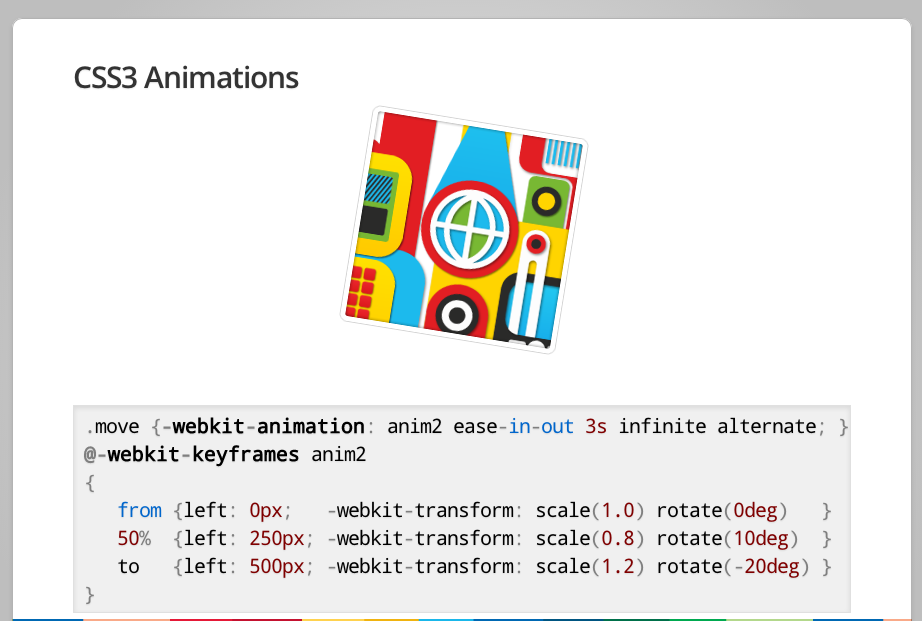 CSS3 Animations
.move {-webkit-animation: anim2 ease-in-out 3s infinite alternate; }
@-webkit-keyframes anim2
{
   from {left: 0px;   -webkit-transform: scale(1.0) rotate(0deg)   }
   50%  {left: 250px; -webkit-transform: scale(0.8) rotate(10deg)  }
   to   {left: 500px; -webkit-transform: scale(1.2) rotate(-20deg) }
}